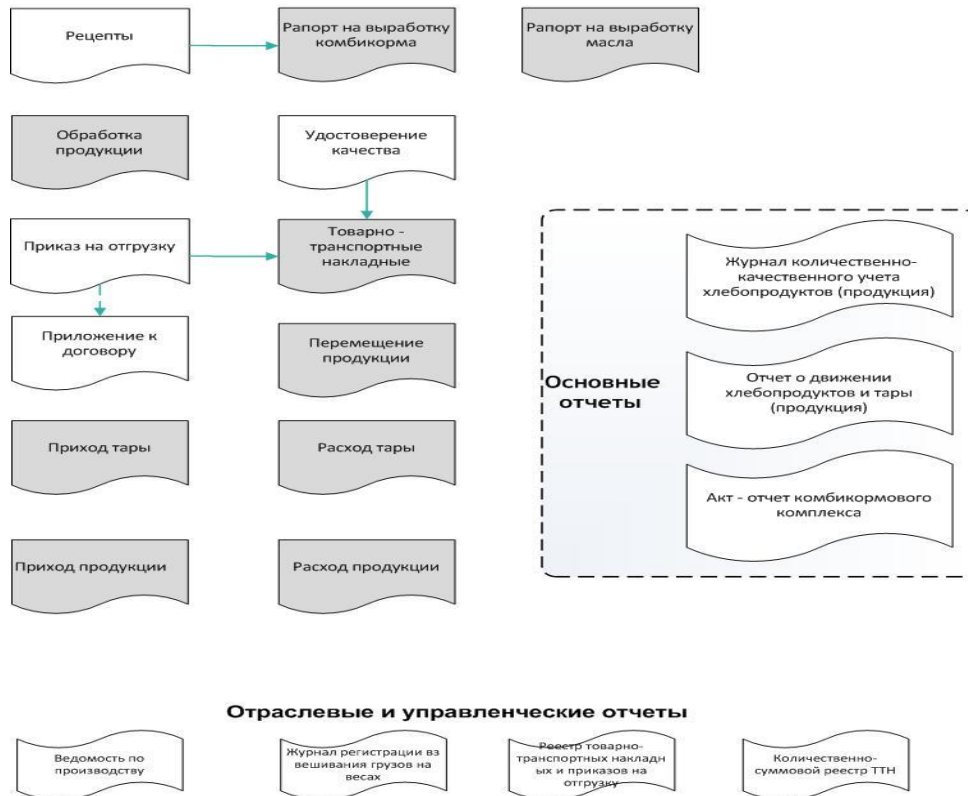 Рецепты
Рапорт на выработку
комбикорма
Рапорт на выработку
масла
Обработка
продукции
Удостоверение
качества
Приказ на отгрузку
Товарно -
транспортные
накладные
Приложение к
договору
Перемещение
продукции
Приход тары
Расход тары
Приход продукции
Расход продукции
Основные
отчеты
Журнал количественно-
качественного учета
хлебопродуктов (продукция)
Отчет о движении
хлебопродуктов и тары
(продукция)
Акт - отчет комбикормового
комплекса
Отраслевые и управленческие отчеты
Ведомость по
производству
Журнал регистрации вз
вешивания грузов на
весах
Реестр товарно-
транспортных накладн
ых и приказов на
отгрузку
Количественно-
суммовой реестр ТТН